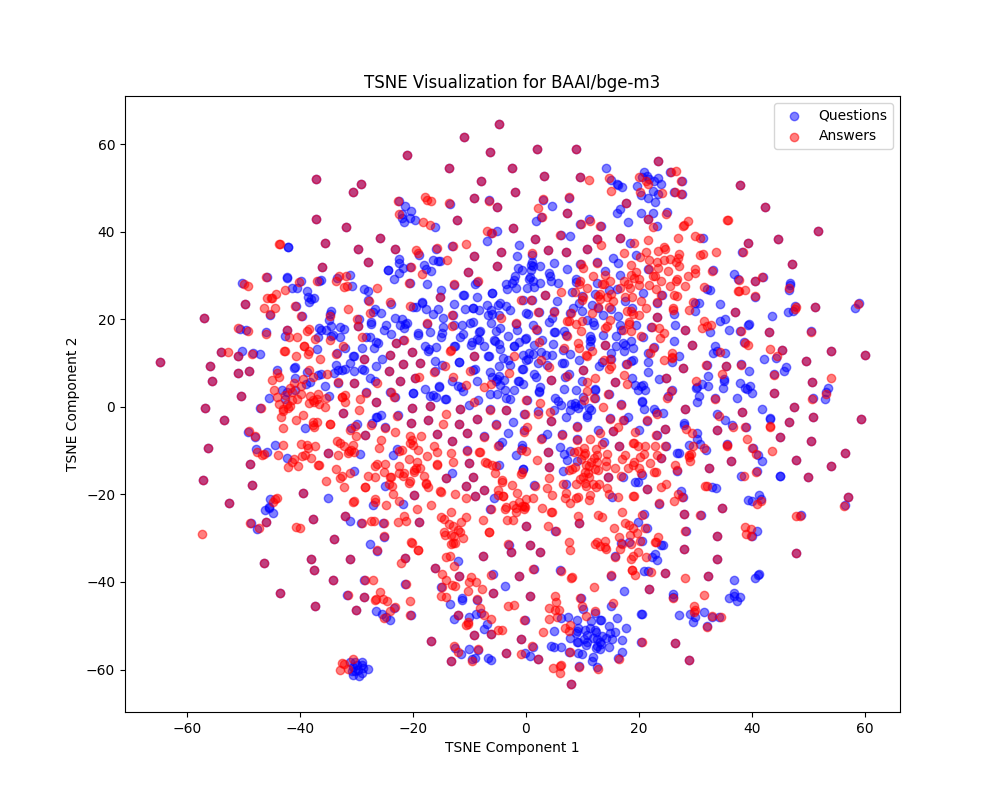 TSNE Visualization for BAAI/bge-m3
Questions
Answers
TSNE Component 2
60
40
20
0
−20
−40
−60
−60
−40
−20
0
20
40
60
TSNE Component 1